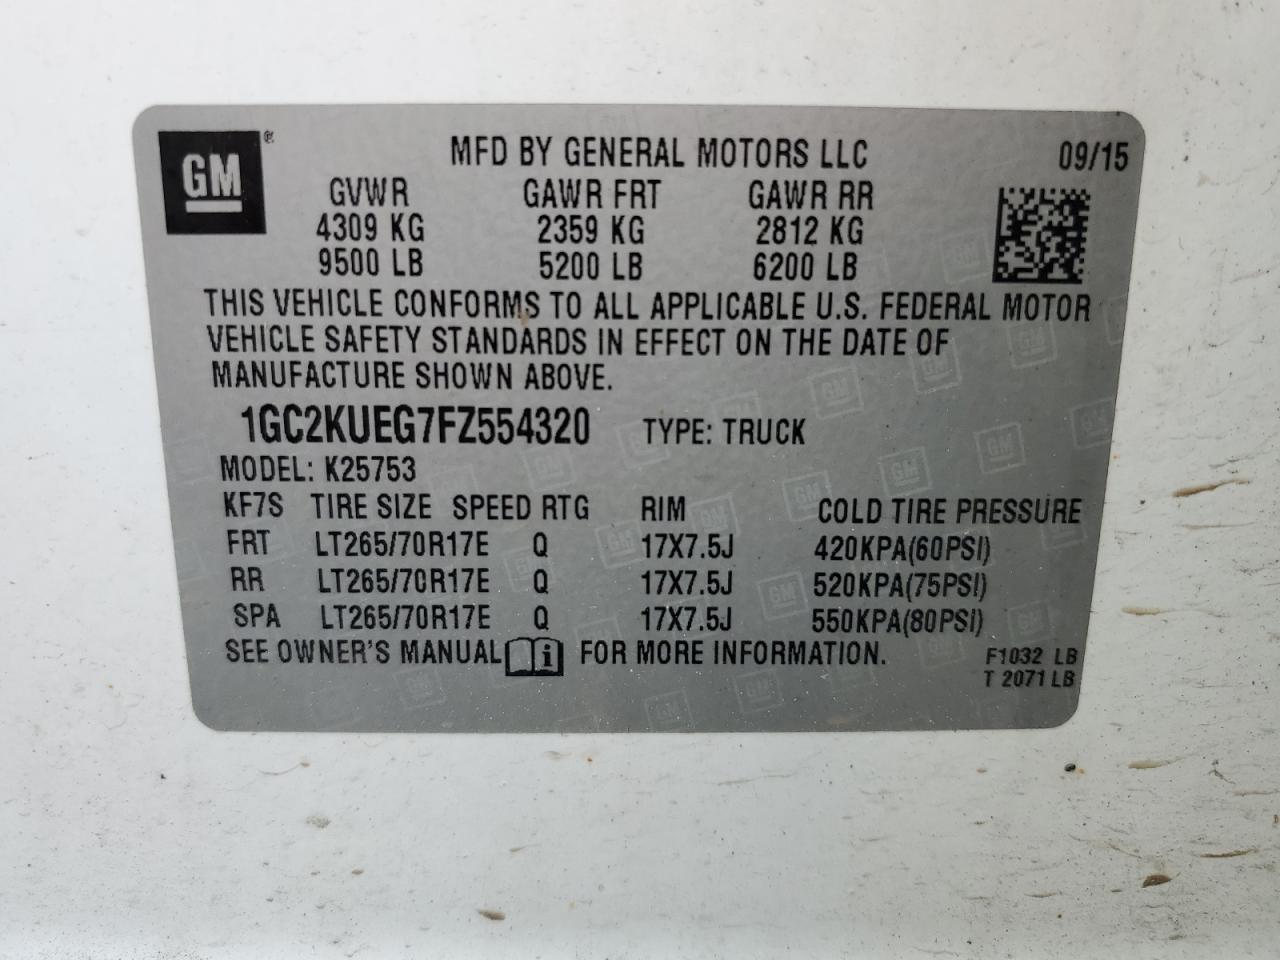 GM ®
MFD BY GENERAL MOTORS LLC 09/15
GVWR GAWR FRT GAWR RR
4309 KG 2359 KG 2812 KG
9500 LB 5200 LB 6200 LB
THIS VEHICLE CONFORMS TO ALL APPLICABLE U.S. FEDERAL MOTOR
VEHICLE SAFETY STANDARDS IN EFFECT ON THE DATE OF
MANUFACTURE SHOWN ABOVE.
1GC2KUEG7FZ554320 TYPE: TRUCK
MODEL: K25753
KF7S TIRE SIZE SPEED RTG RIM COLD TIRE PRESSURE
FRT LT265/70R17E Q 17X7.5J 420KPA(60PSI)
RR LT265/70R17E Q 17X7.5J 520KPA(75PSI)
SPA LT265/70R17E Q 17X7.5J 550KPA(80PSI)
SEE OWNER'S MANUAL i FOR MORE INFORMATION.
F1032 LB
T 2071 LB